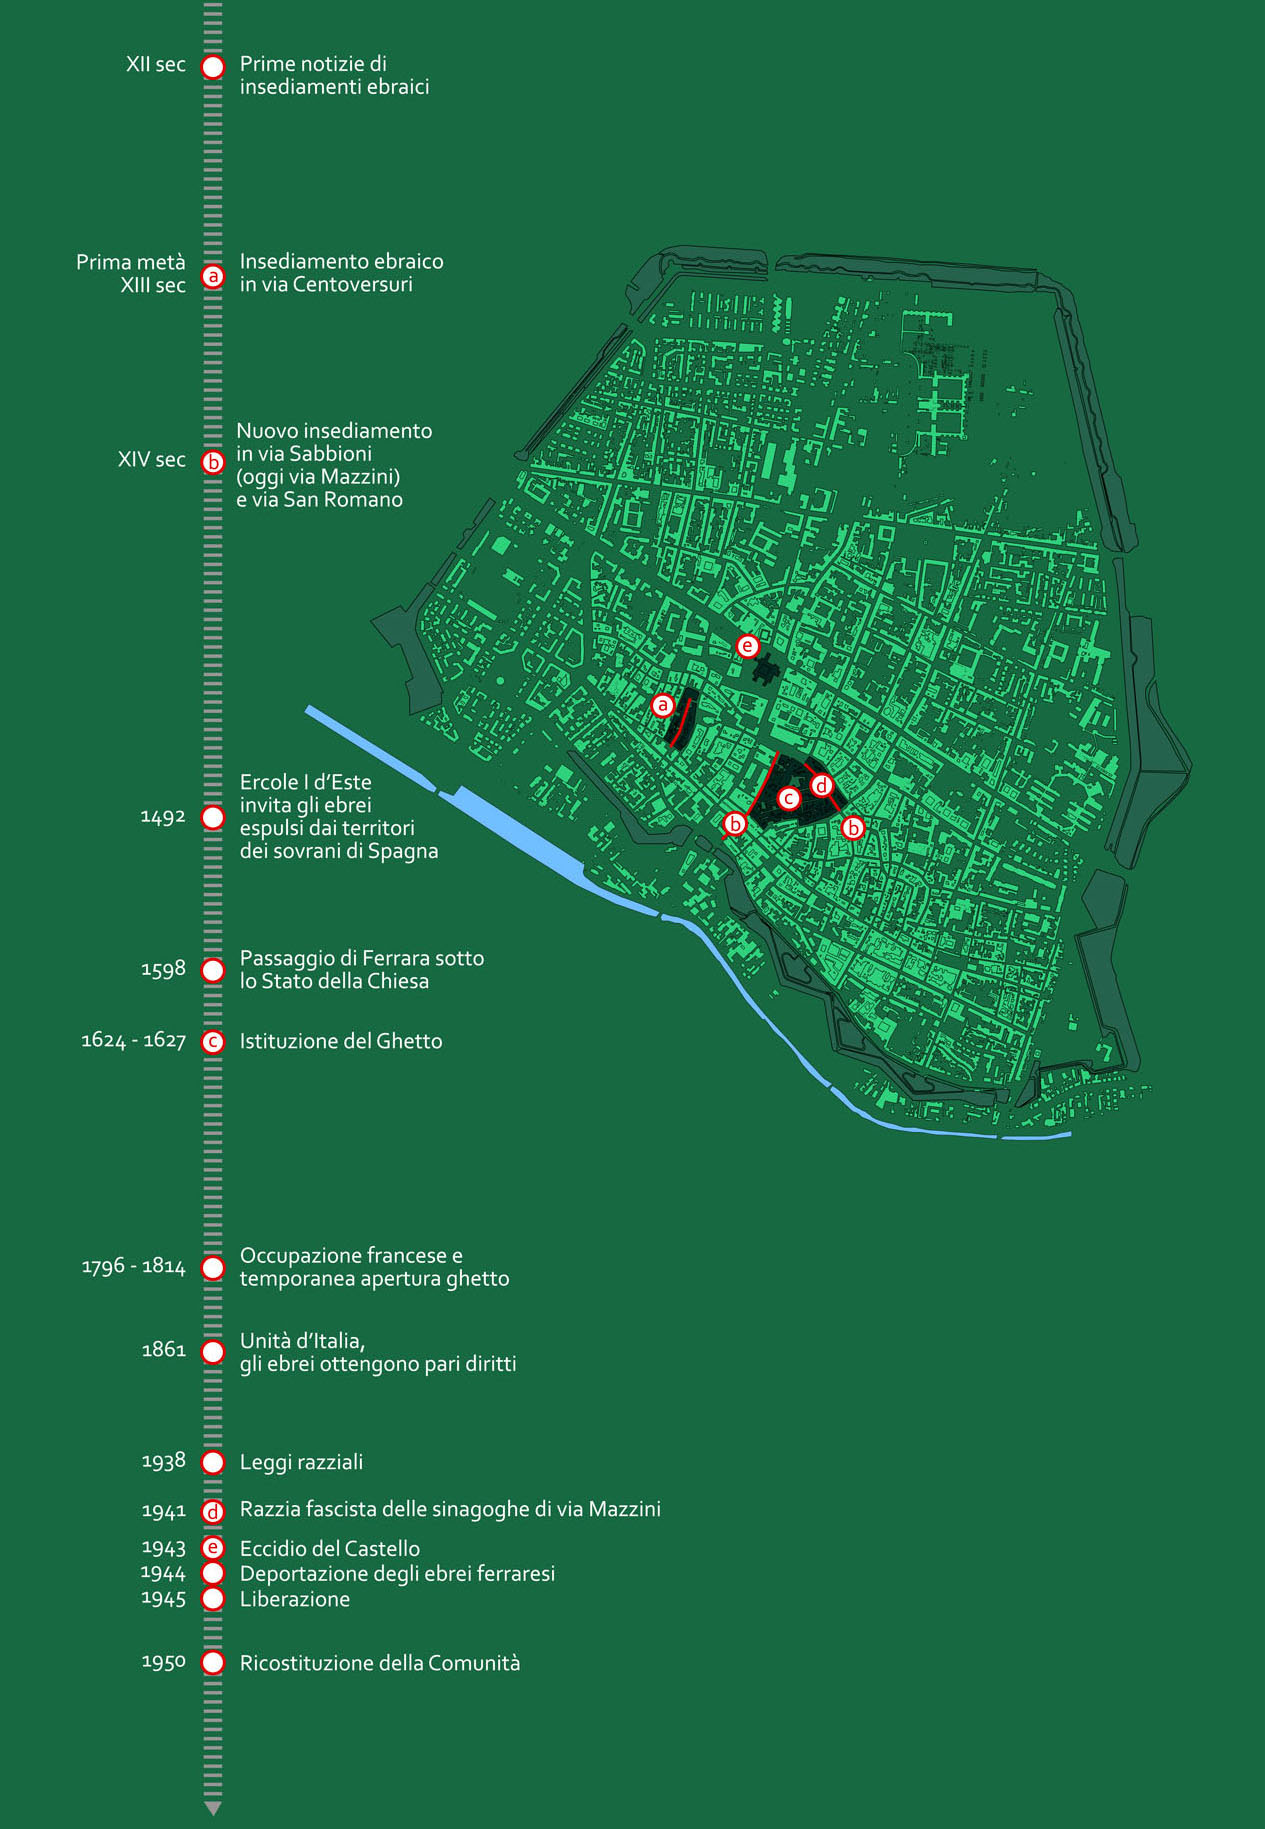 XII sec
Prime notizie di
insediamenti ebraici
Prima metà
XIII sec
a
Insediamento ebraico
in via Centoversuri
XIV sec
b
Nuovo insediamento
in via Sabbioni
(oggi via Mazzini)
e via San Romano
e
a
d
c
b
b
1492
Ercole I d’Este
invita gli ebrei
espulsi dai territori
dei sovrani di Spagna
1598
Passaggio di Ferrara sotto
lo Stato della Chiesa
1624 - 1627
c
Istituzione del Ghetto
1796 - 1814
Occupazione francese e
temporanea apertura ghetto
1861
Unità d’Italia,
gli ebrei ottengono pari diritti
1938
Leggi razziali
1941
d
Razzia fascista delle sinagoghe di via Mazzini
1943
e
Eccidio del Castello
1944
Deportazione degli ebrei ferraresi
1945
Liberazione
1950
Ricostituzione della Comunità